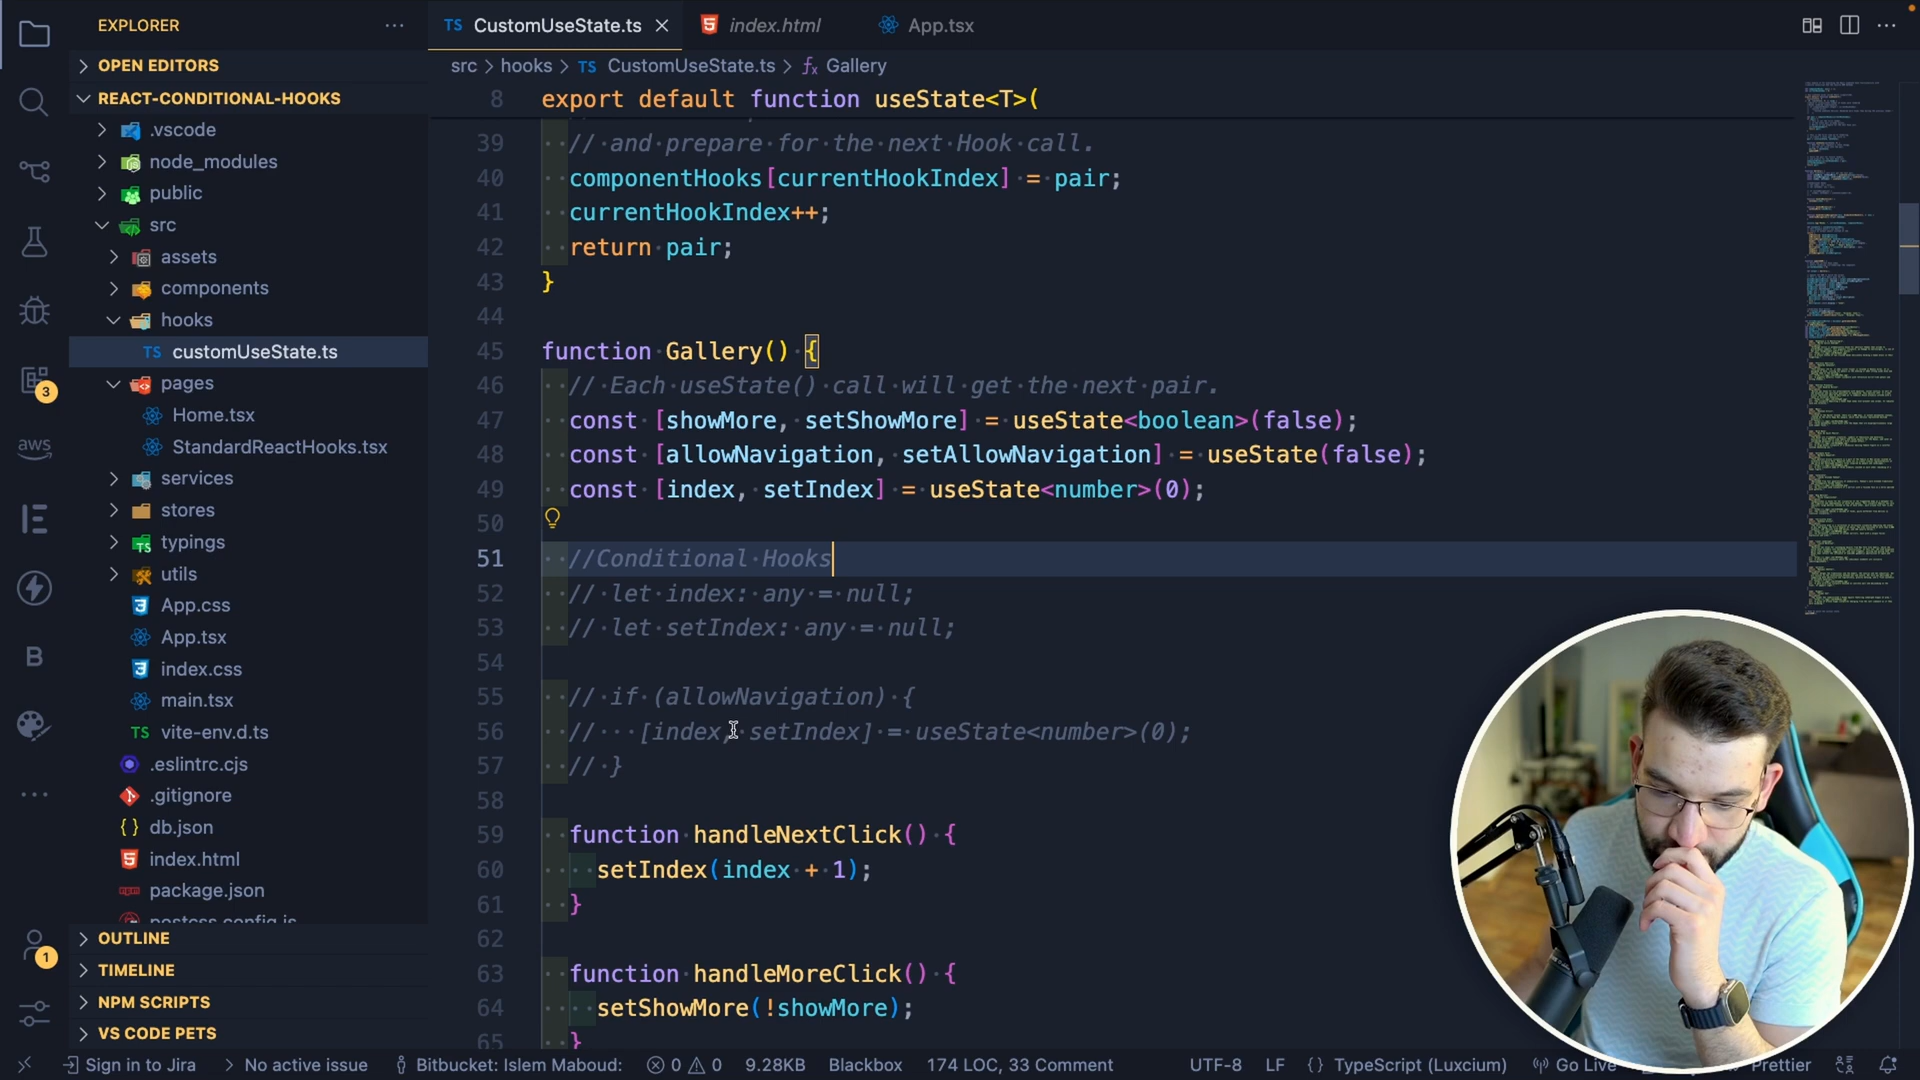 EXPLORER
OPEN EDITORS
REACT-CONDITIONAL-HOOKS
.vscode
node_modules
public
src
assets
components
hooks
TS customUseState.ts
pages
Home.tsx
StandardReactHooks.tsx
services
stores
typings
utils
App.css
App.tsx
index.css
main.tsx
TS vite-env.d.ts
.eslintrc.cjs
.gitignore
{} db.json
index.html
package.json
postcss.config.js
OUTLINE
TIMELINE
NPM SCRIPTS
VS CODE PETS
3
aws
B
1
TS CustomUseState.ts
index.html
App.tsx
src > hooks > TS CustomUseState.ts > Gallery
8 export default function useState<T>(
39 // and prepare for the next Hook call.
40 componentHooks[currentHookIndex] = pair;
41 currentHookIndex++;
42 return pair;
43 }
44
45 function Gallery() {
46 // Each useState() call will get the next pair.
47 const [showMore, setShowMore] = useState<boolean>(false);
48 const [allowNavigation, setAllowNavigation] = useState(false);
49 const [index, setIndex] = useState<number>(0);
50
51 //Conditional Hooks
52 // let index: any = null;
53 // let setIndex: any = null;
54
55 // if (allowNavigation) {
56 //   [index, setIndex] = useState<number>(0);
57 // }
58
59 function handleNextClick() {
60 setIndex(index + 1);
61 }
62
63 function handleMoreClick() {
64 setShowMore(!showMore);
65 }
Sign in to Jira
No active issue
Bitbucket: Islem Maboud:
0 0
9.28KB
Blackbox
174 LOC, 33 Comment
UTF-8
LF
{} TypeScript (Luxcium)
Go Live
Prettier